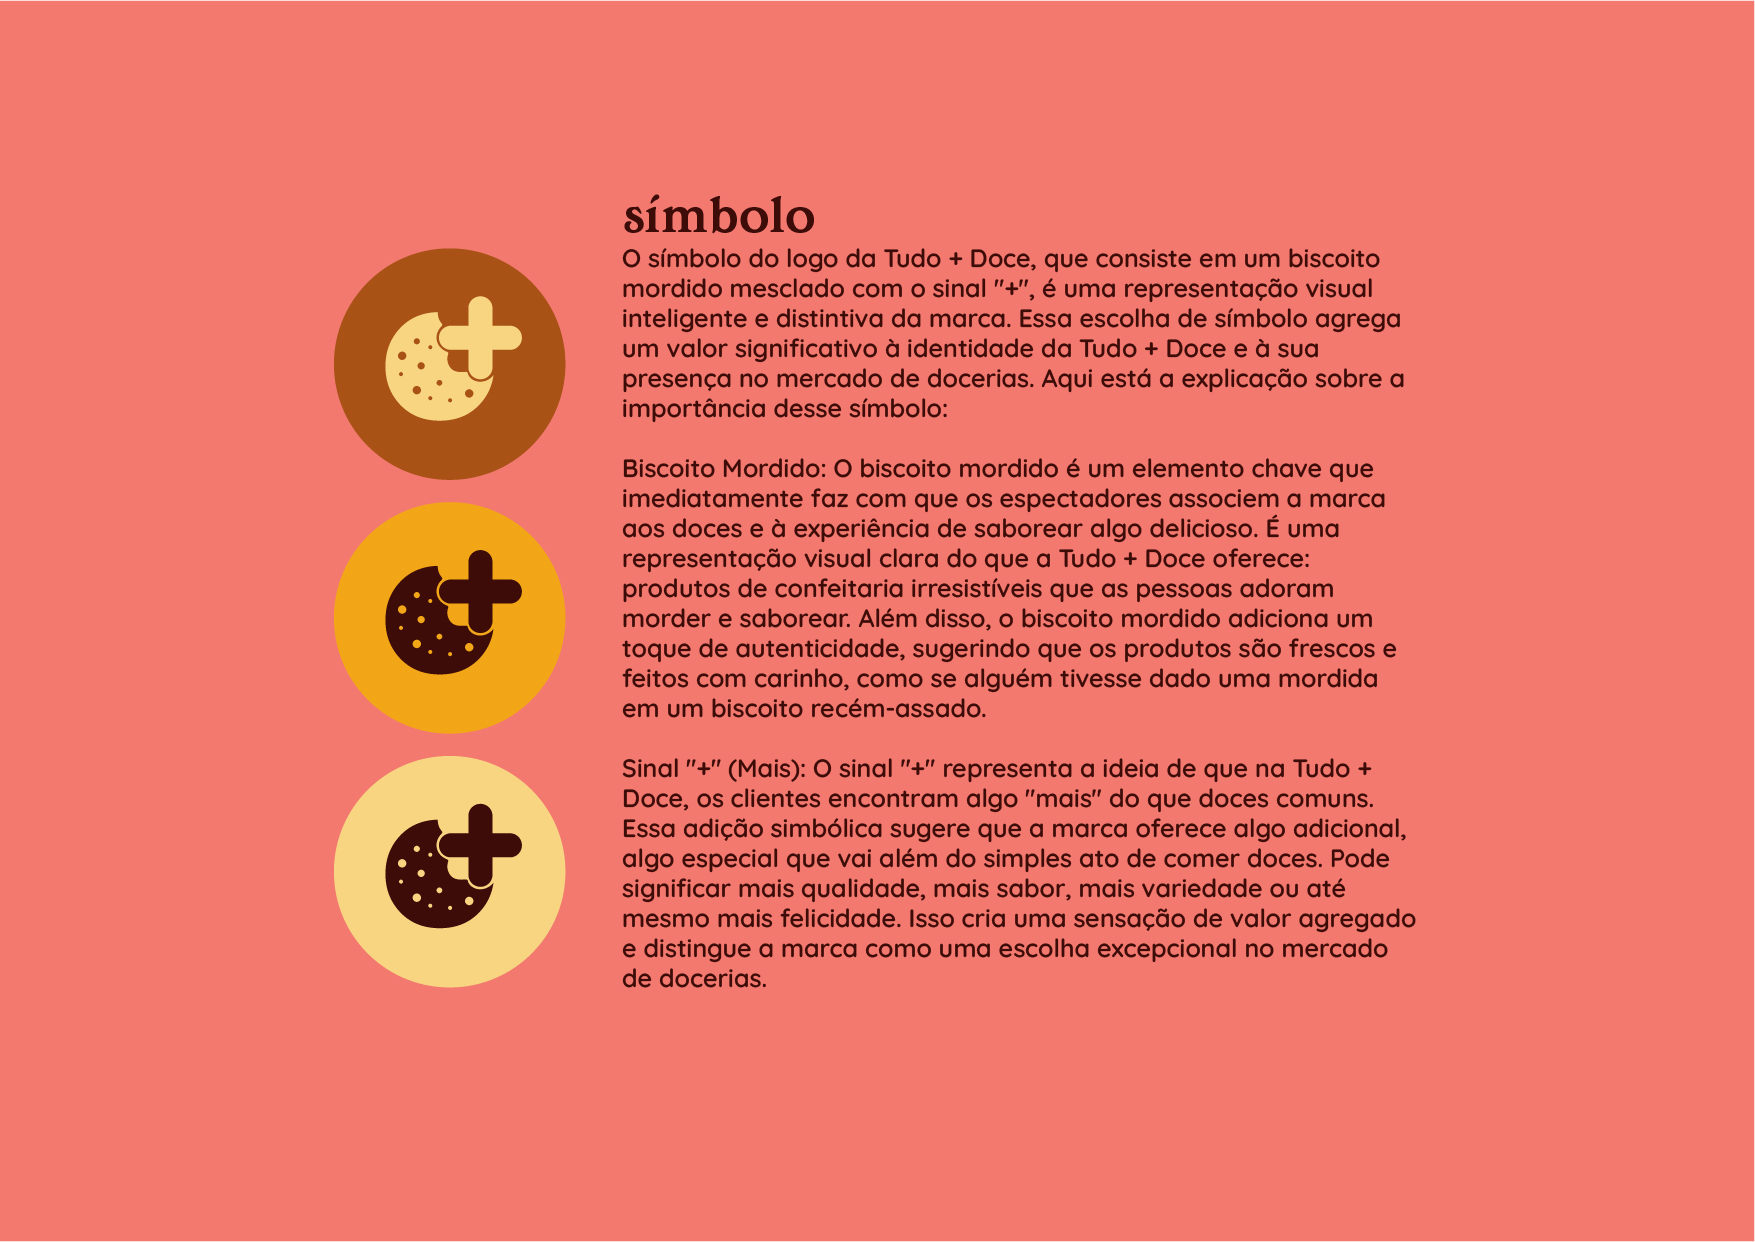 símbolo
O símbolo do logo da Tudo + Doce, que consiste em um biscoito
mordido mesclado com o sinal "+", é uma representação visual
inteligente e distintiva da marca. Essa escolha de símbolo agrega
um valor significativo à identidade da Tudo + Doce e à sua
presença no mercado de docerias. Aqui está a explicação sobre a
importância desse símbolo:
Biscoito Mordido: O biscoito mordido é um elemento chave que
imediatamente faz com que os espectadores associem a marca
aos doces e à experiência de saborear algo delicioso. É uma
representação visual clara do que a Tudo + Doce oferece:
produtos de confeitaria irresistíveis que as pessoas adoram
morder e saborear. Além disso, o biscoito mordido adiciona um
toque de autenticidade, sugerindo que os produtos são frescos e
feitos com carinho, como se alguém tivesse dado uma mordida
em um biscoito recém-assado.
Sinal "+" (Mais): O sinal "+" representa a ideia de que na Tudo +
Doce, os clientes encontram algo "mais" do que doces comuns.
Essa adição simbólica sugere que a marca oferece algo adicional,
algo especial que vai além do simples ato de comer doces. Pode
significar mais qualidade, mais sabor, mais variedade ou até
mesmo mais felicidade. Isso cria uma sensação de valor agregado
e distingue a marca como uma escolha excepcional no mercado
de docerias.